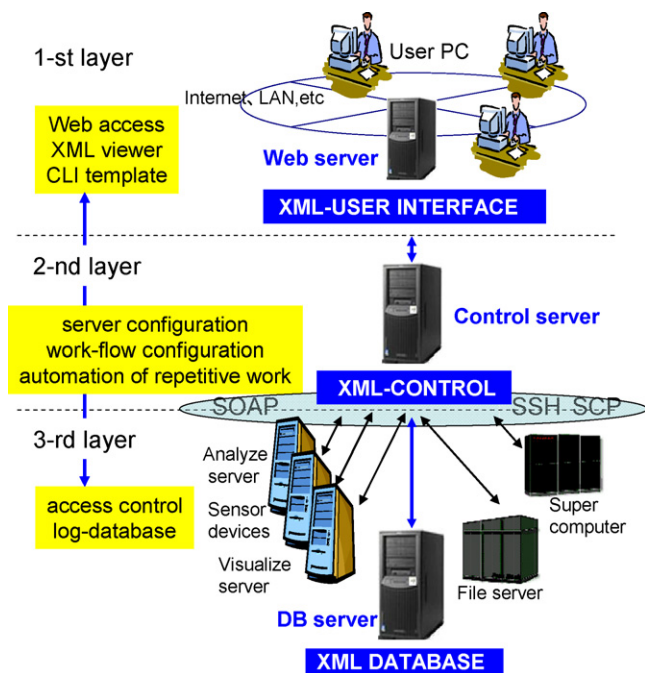 1-st layer
User PC
Internet、LAN,etc
Web access
XML viewer
CLI template
Web server
XML-USER INTERFACE
2-nd layer
Control server
server configuration
work-flow configuration
automation of repetitive work
XML-CONTROL
SOAP
SSH SCP
3-rd layer
Analyze
server
Sensor
devices
Visualize
server
access control
log-database
Super
computer
File server
DB server
XML DATABASE